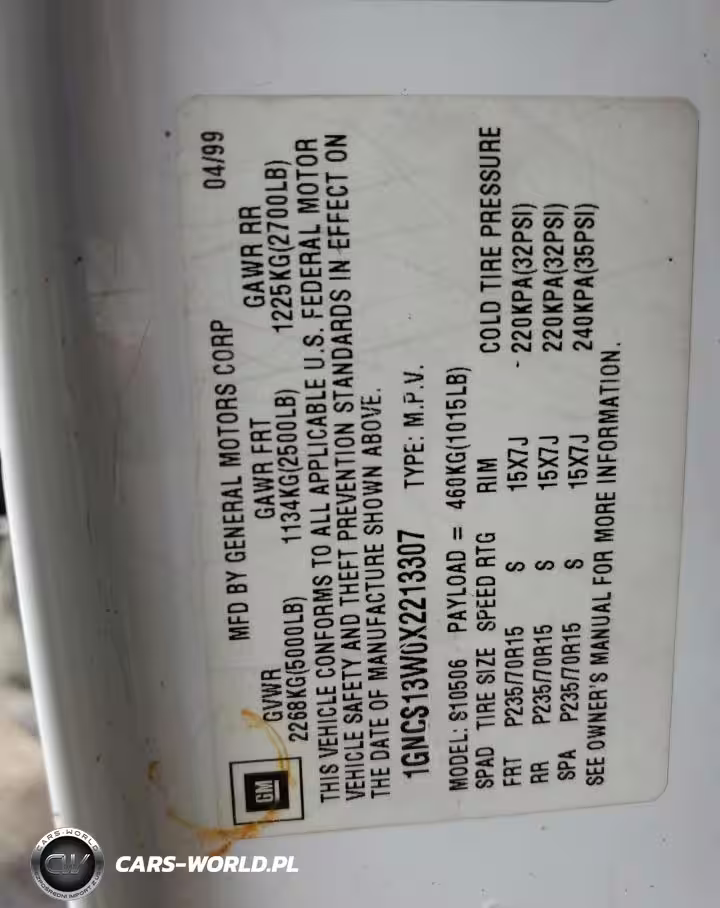 MFD BY GENERAL MOTORS CORP 04/99
GVWR GAWR FRT GAWR RR
2268KG(5000LB) 1134KG(2500LB) 1225KG(2700LB)
THIS VEHICLE CONFORMS TO ALL APPLICABLE U.S. FEDERAL MOTOR
VEHICLE SAFETY AND THEFT PREVENTION STANDARDS IN EFFECT ON
THE DATE OF MANUFACTURE SHOWN ABOVE.
1GNCS13W0X2213307 TYPE: M.P.V.
MODEL: S10506 PAYLOAD = 460KG(1015LB)
SPAD TIRE SIZE SPEED RTG RIM COLD TIRE PRESSURE
FRT P235/70R15 S 15X7J 220KPA(32PSI)
RR P235/70R15 S 15X7J 220KPA(32PSI)
SPA P235/70R15 S 15X7J 240KPA(35PSI)
SEE OWNER'S MANUAL FOR MORE INFORMATION.
GM
CARS-WORLD
CW
CARS-WORLD.PL